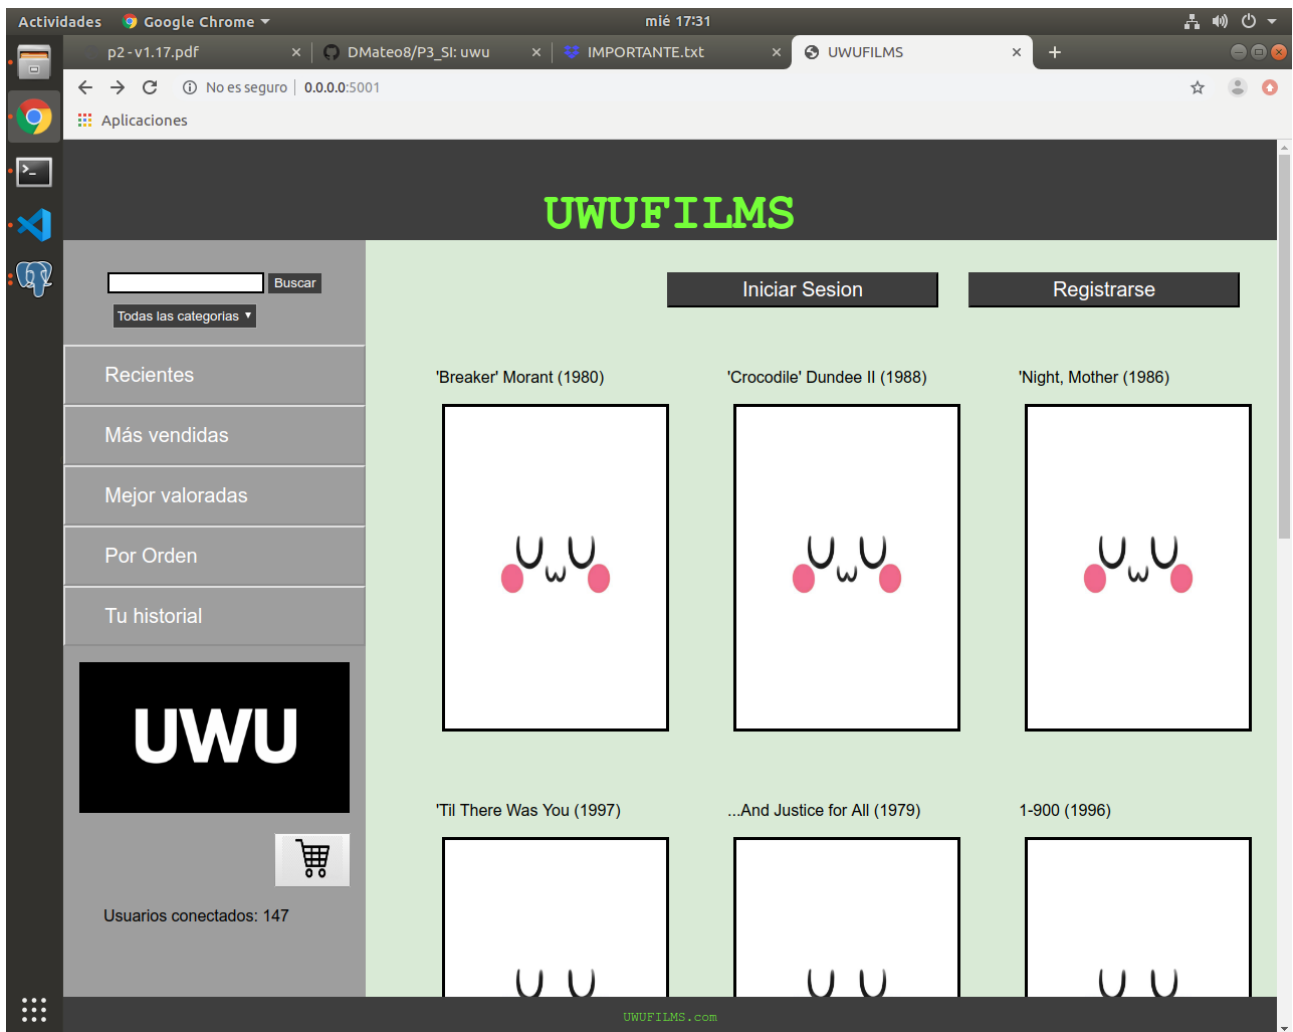 Actividades Google Chrome mié 17:31
p2-v1.17.pdf DMateo8/P3_SI: uwu IMPORTANTE.txt UWUFILMS
No es seguro 0.0.0.0:5001
Aplicaciones
UWUFILMS
Buscar
Todas las categorias
Iniciar Sesion Registrarse
Recientes
Más vendidas
Mejor valoradas
Por Orden
Tu historial
UWU
Usuarios conectados: 147
'Breaker' Morant (1980) 'Crocodile' Dundee II (1988) 'Night, Mother (1986)
'Til There Was You (1997) ...And Justice for All (1979) 1-900 (1996)
UWUFILMS.com